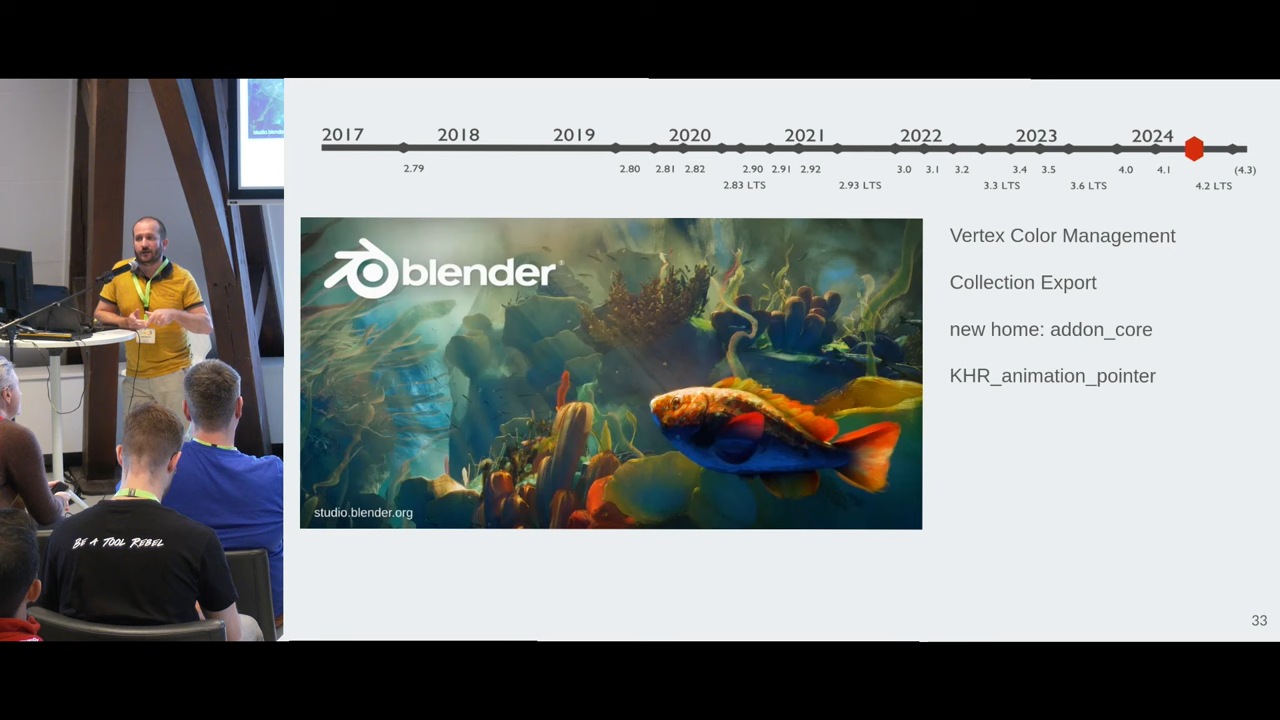 2017 2018 2019 2020 2021 2022 2023 2024
2.79 2.80 2.81 2.82 2.90 2.91 2.92 3.0 3.1 3.2 3.4 3.5 4.0 4.1 (4.3)
2.83 LTS 2.93 LTS 3.3 LTS 3.6 LTS 4.2 LTS
blender®
studio.blender.org
Vertex Color Management
Collection Export
new home: addon_core
KHR_animation_pointer
33
studio.blender
BE A TOOL REBEL